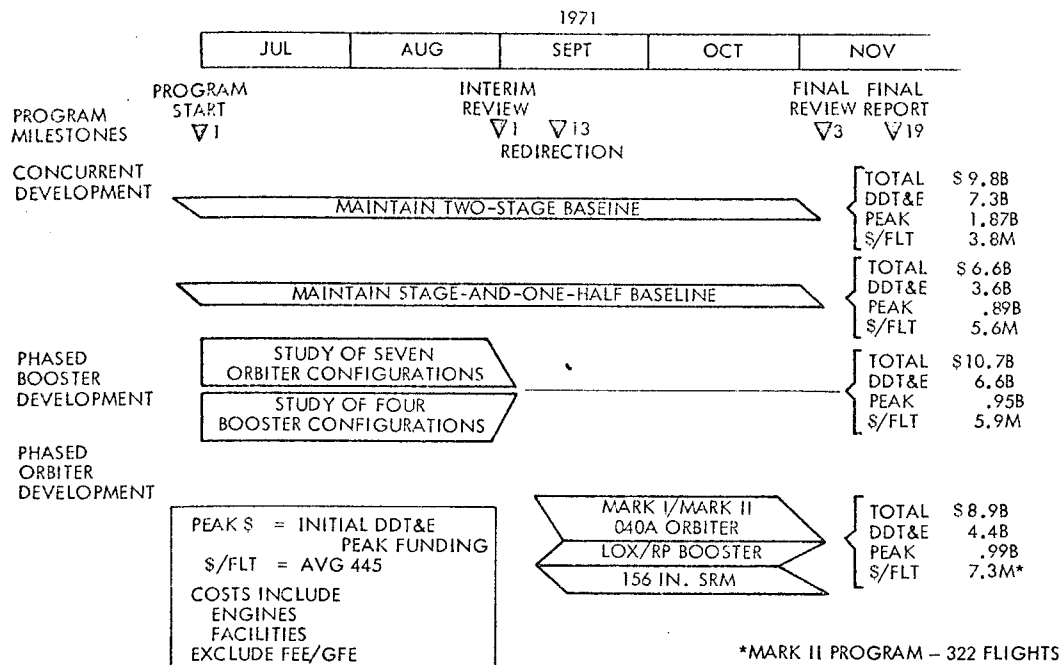 1971
JUL AUG SEPT OCT NOV
PROGRAM MILESTONES
PROGRAM START
▽1
INTERIM REVIEW
▽1
▽13
REDIRECTION
FINAL REVIEW
▽3
FINAL REPORT
▽19
CONCURRENT
DEVELOPMENT
MAINTAIN TWO-STAGE BASEINE
TOTAL $9.8B
DDT&E 7.3B
PEAK 1.87B
$/FLT 3.8M
MAINTAIN STAGE-AND-ONE-HALF BASELINE
TOTAL $6.6B
DDT&E 3.6B
PEAK .89B
$/FLT 5.6M
PHASED
BOOSTER
DEVELOPMENT
STUDY OF SEVEN
ORBITER CONFIGURATIONS
STUDY OF FOUR
BOOSTER CONFIGURATIONS
TOTAL $10.7B
DDT&E 6.6B
PEAK .95B
$/FLT 5.9M
PHASED
ORBITER
DEVELOPMENT
MARK I/MARK II
040A ORBITER
LOX/RP BOOSTER
156 IN. SRM
TOTAL $8.9B
DDT&E 4.4B
PEAK .99B
$/FLT 7.3M*
PEAK $ = INITIAL DDT&E
PEAK FUNDING
$/FLT = AVG 445
COSTS INCLUDE
ENGINES
FACILITIES
EXCLUDE FEE/GFE
*MARK II PROGRAM – 322 FLIGHTS